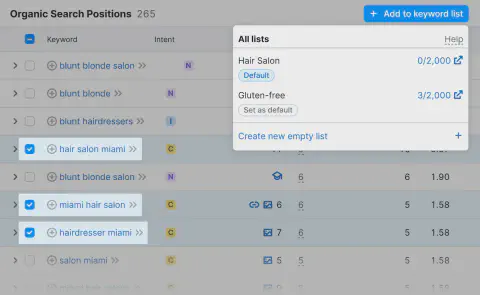 Organic Search Positions 265
+ Add to keyword list
Keyword Intent
All lists Help
Hair Salon 0/2,000
Default
Gluten-free 3/2,000
Set as default
Create new empty list +
blunt blonde salon >> N
blunt blonde >> N
blunt hairdressers >> I
hair salon miami >> C
blunt blonde salon >> N 6 6 1.90
miami hair salon >> C 6 6 5 1.58
hairdresser miami >> C 7 6 5 1.58
salon miami >> C 5 5 5 1.58